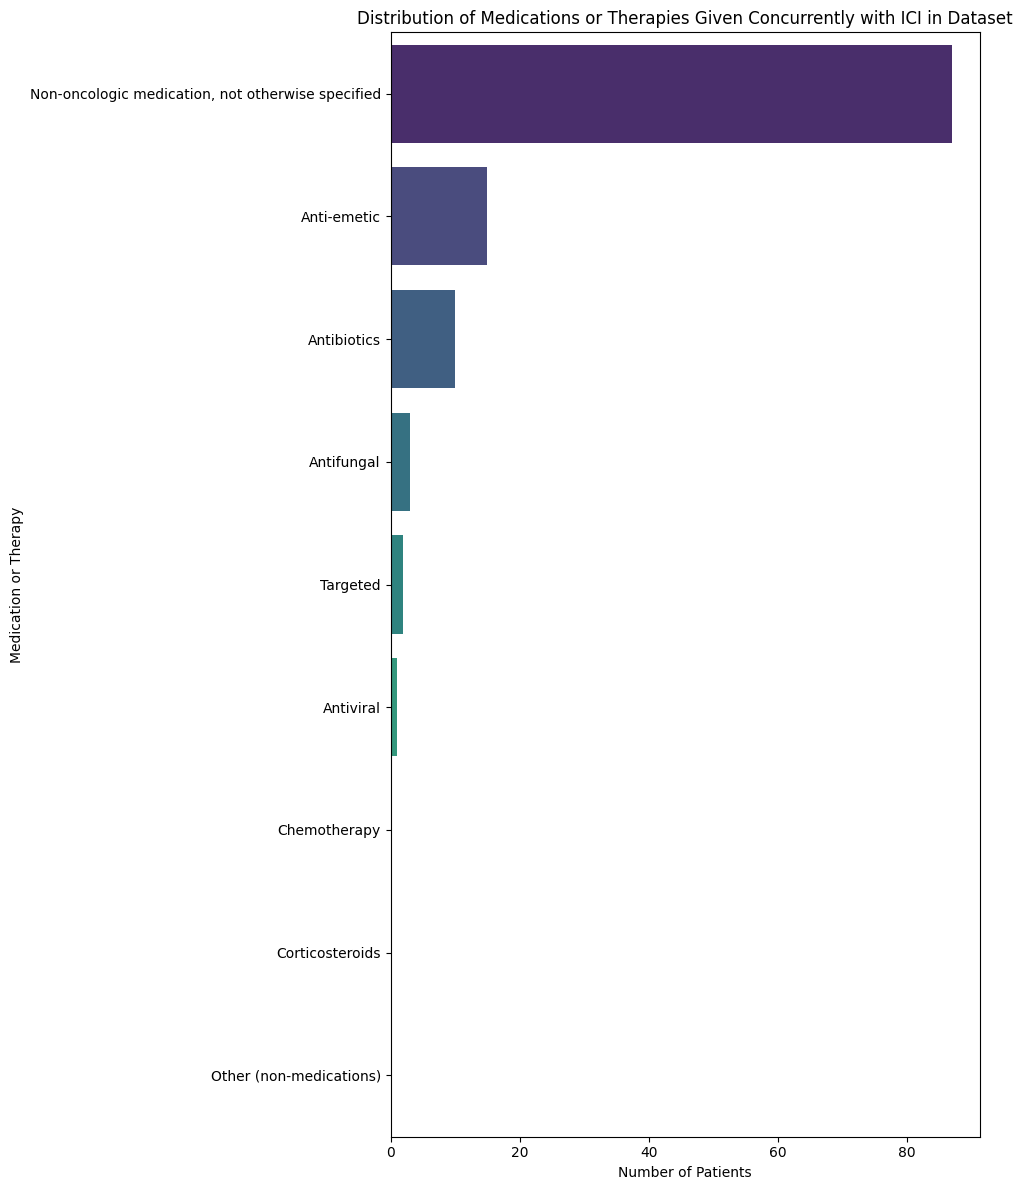 Distribution of Medications or Therapies Given Concurrently with ICI in Dataset
Medication or Therapy
Non-oncologic medication, not otherwise specified
Anti-emetic
Antibiotics
Antifungal
Targeted
Antiviral
Chemotherapy
Corticosteroids
Other (non-medications)
0 20 40 60 80
Number of Patients